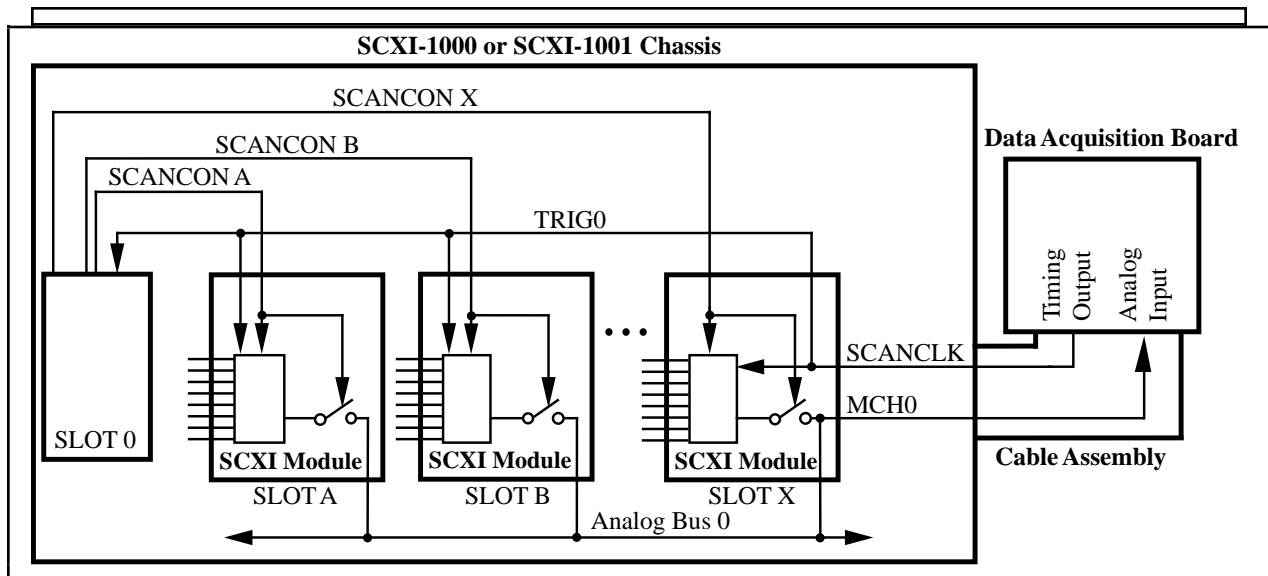 SCXI-1000 or SCXI-1001 Chassis
SCANCON X
SCANCON B
SCANCON A
TRIG0
Data Acquisition Board
Timing
Output
Analog
Input
SCANCLK
MCH0
Cable Assembly
SLOT 0
SCXI Module
SLOT A
SCXI Module
SLOT B
SCXI Module
SLOT X
Analog Bus 0